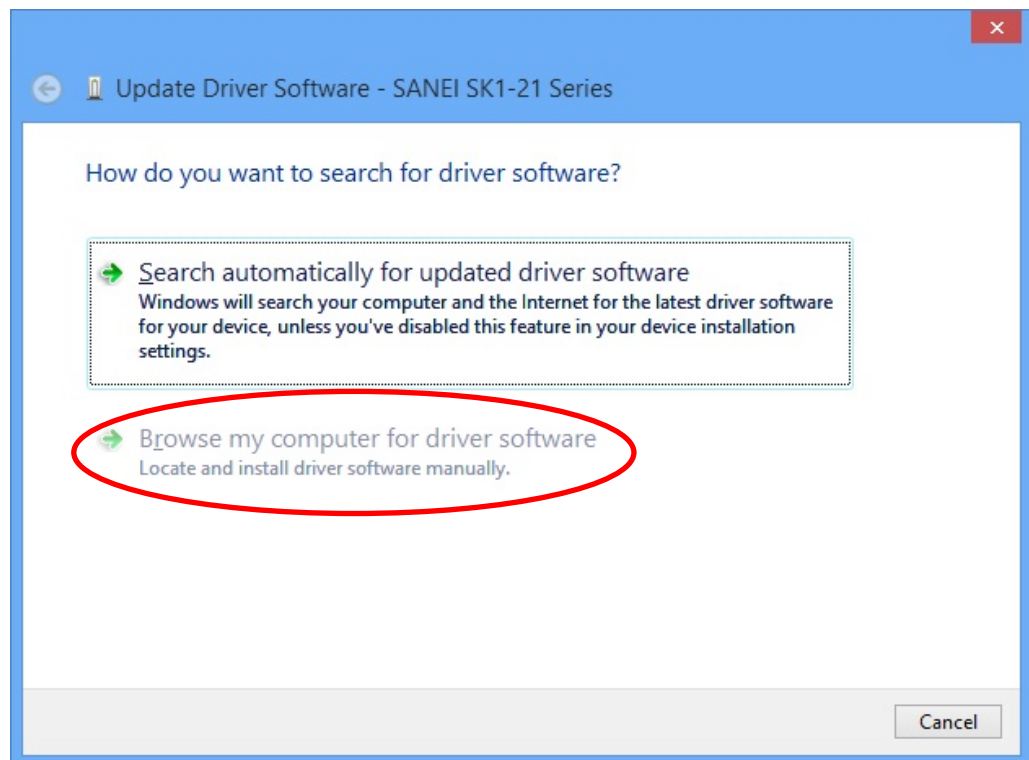 Update Driver Software - SANEI SK1-21 Series
How do you want to search for driver software?
Search automatically for updated driver software
Windows will search your computer and the Internet for the latest driver software
for your device, unless you've disabled this feature in your device installation
settings.
Browse my computer for driver software
Locate and install driver software manually.
Cancel